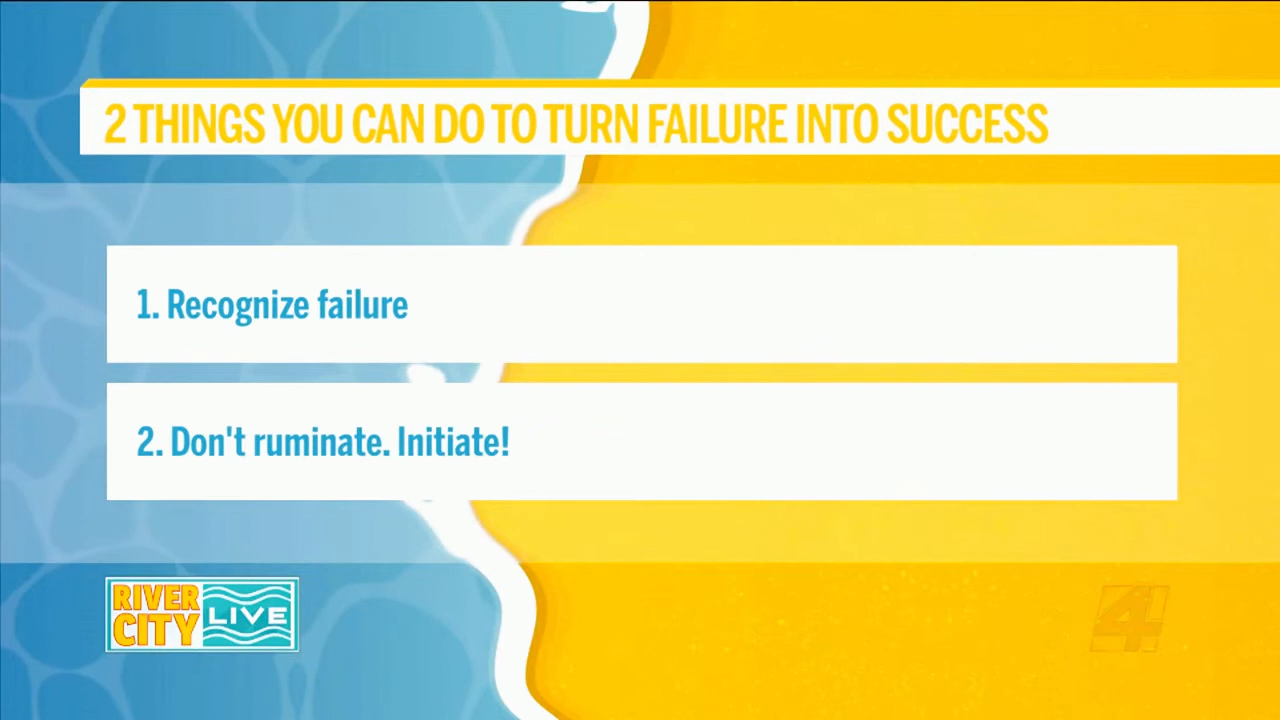 2 THINGS YOU CAN DO TO TURN FAILURE INTO SUCCESS
1. Recognize failure
2. Don't ruminate. Initiate!
RIVER
CITY
LIVE
4